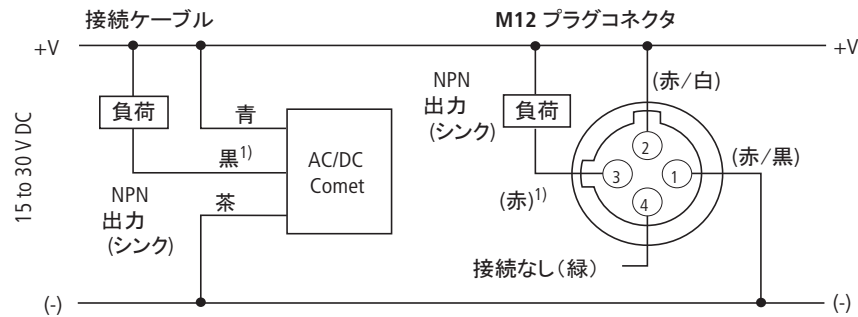 接続ケーブル
M12 プラグコネクタ
+V
+V
負荷
青
黒1)
茶
AC/DC
Comet
NPN
出力
(シンク)
15 to 30 V DC
NPN
出力
(シンク)
負荷
(赤/白)
(赤/黒)
(赤)1)
2
3
1
4
接続なし（緑）
(-)
(-)